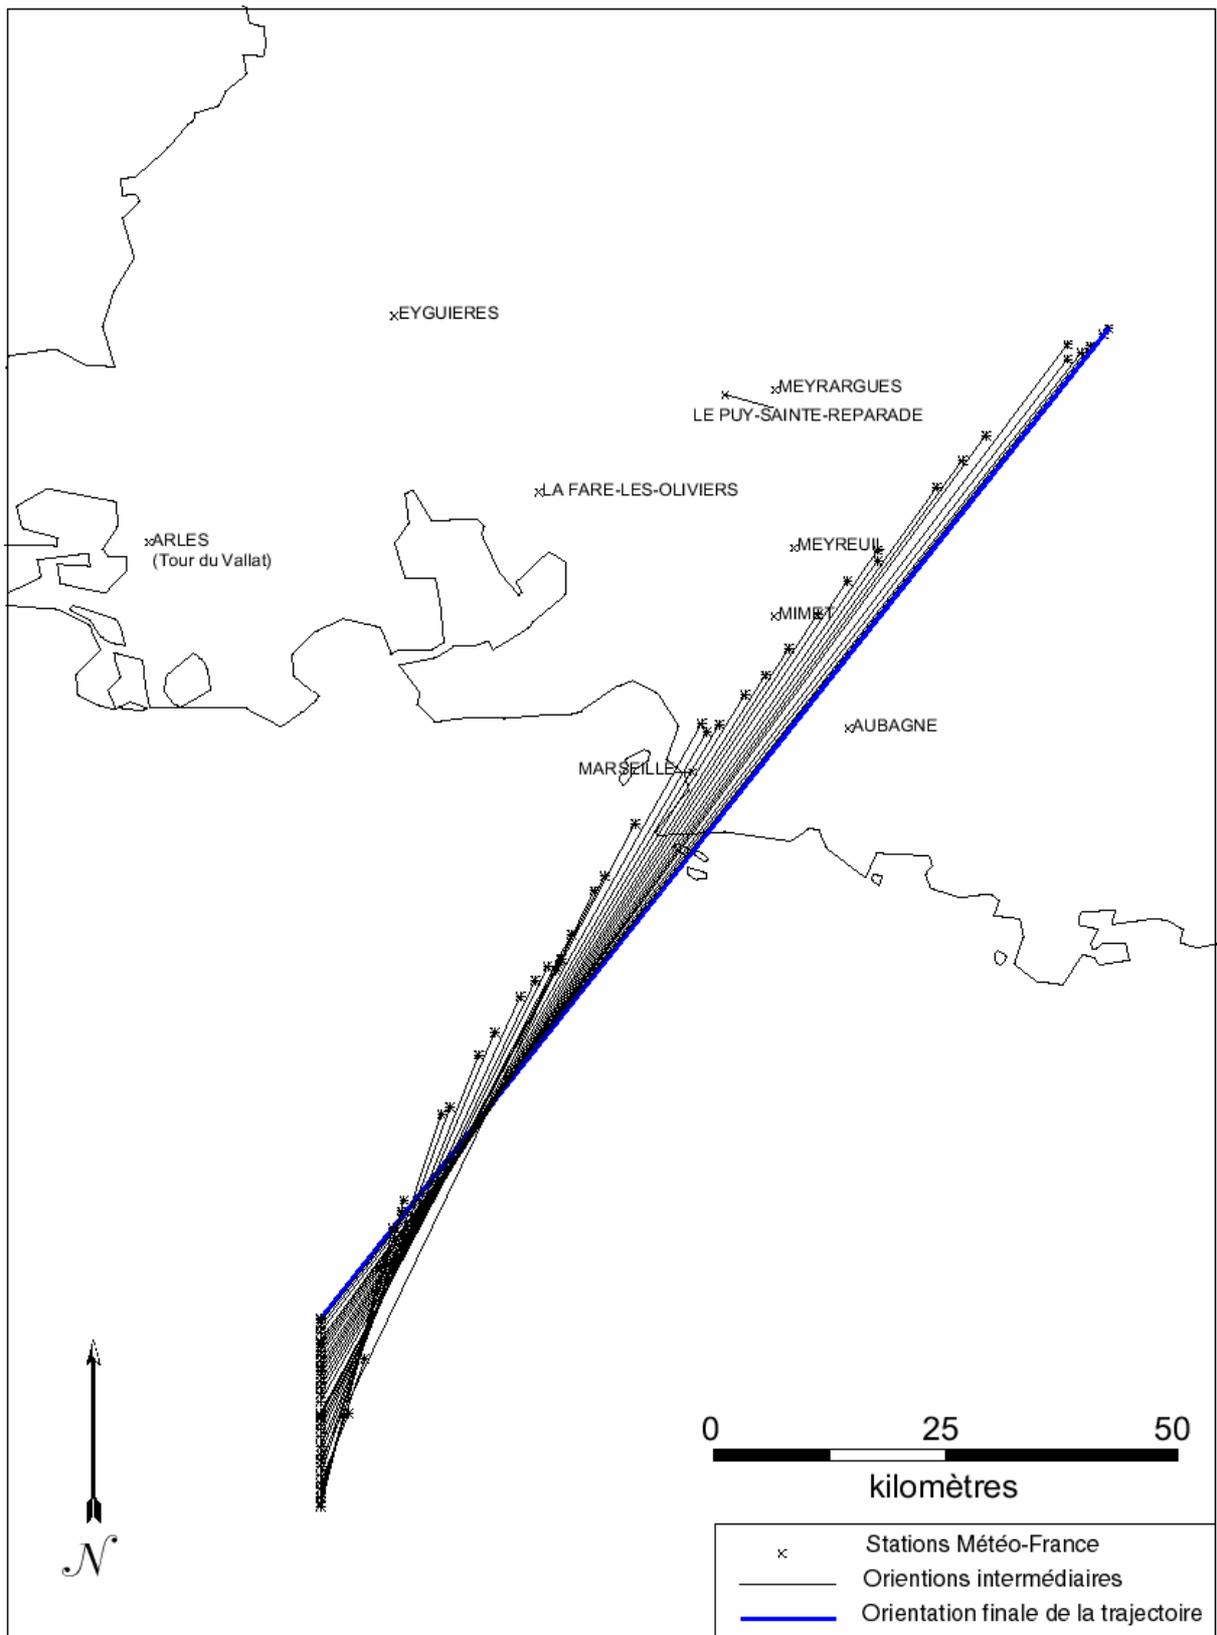 EYGUIERES
MEYRARGUES
LE PUY-SAINTE-REPARADE
LA FARE-LES-OLIVIERS
ARLES
(Tour du Vallat)
MEYREUIL
MIMET
AUBAGNE
MARSEILLE
0 25 50
kilomètres
N
Stations Météo-France
Orientions intermédiaires
Orientation finale de la trajectoire